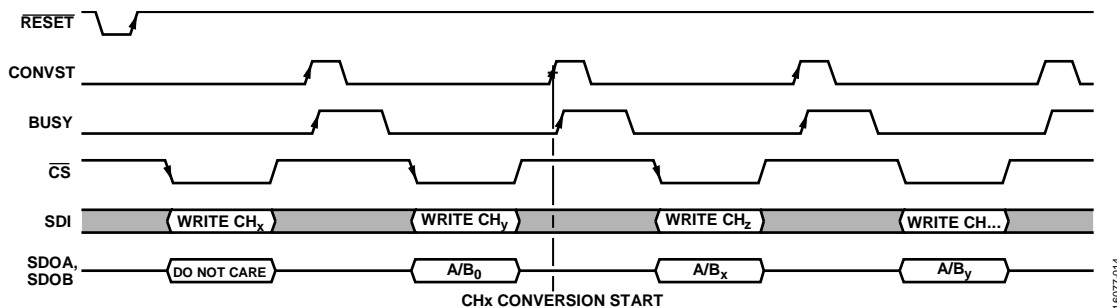 RESET
CONVST
BUSY
CS
SDI
WRITE CHx
WRITE CHy
WRITE CHz
WRITE CH...
SDOA,
SDOB
DO NOT CARE
A/B0
A/Bx
A/By
CHx CONVERSION START